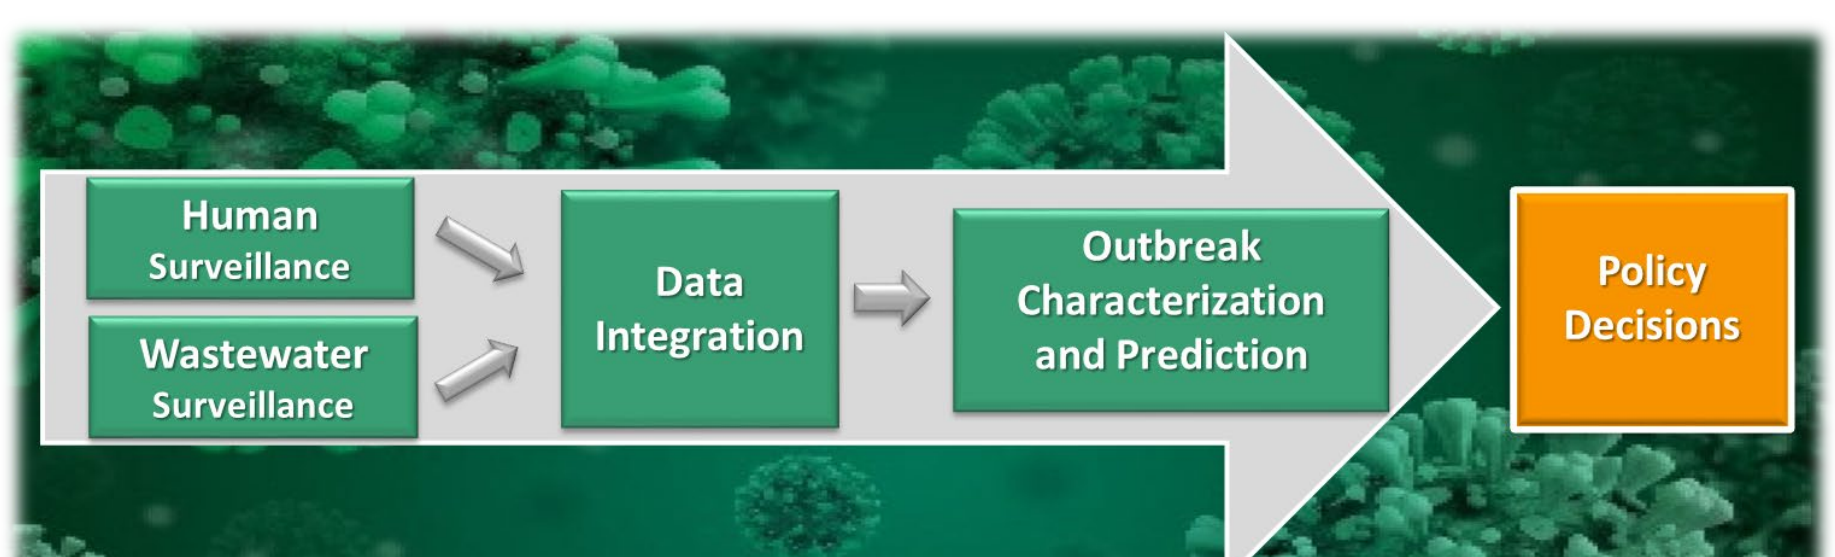 Human
Surveillance
Wastewater
Surveillance
Data
Integration
Outbreak
Characterization
and Prediction
Policy
Decisions